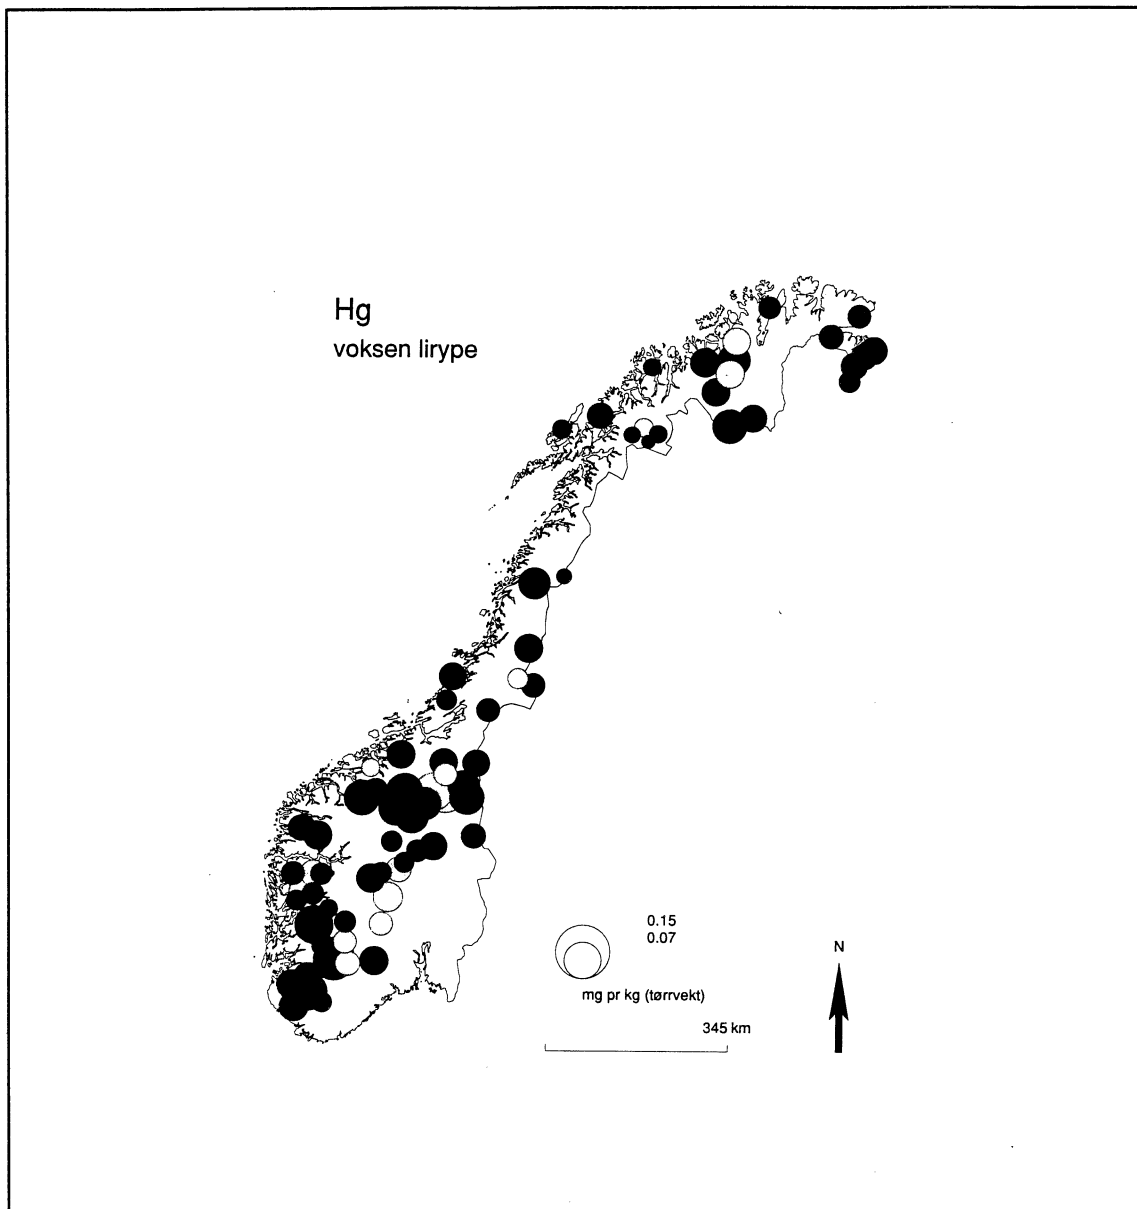 Hg
voksen lirype
0.15
0.07
mg pr kg (tørrvekt)
N
345 km